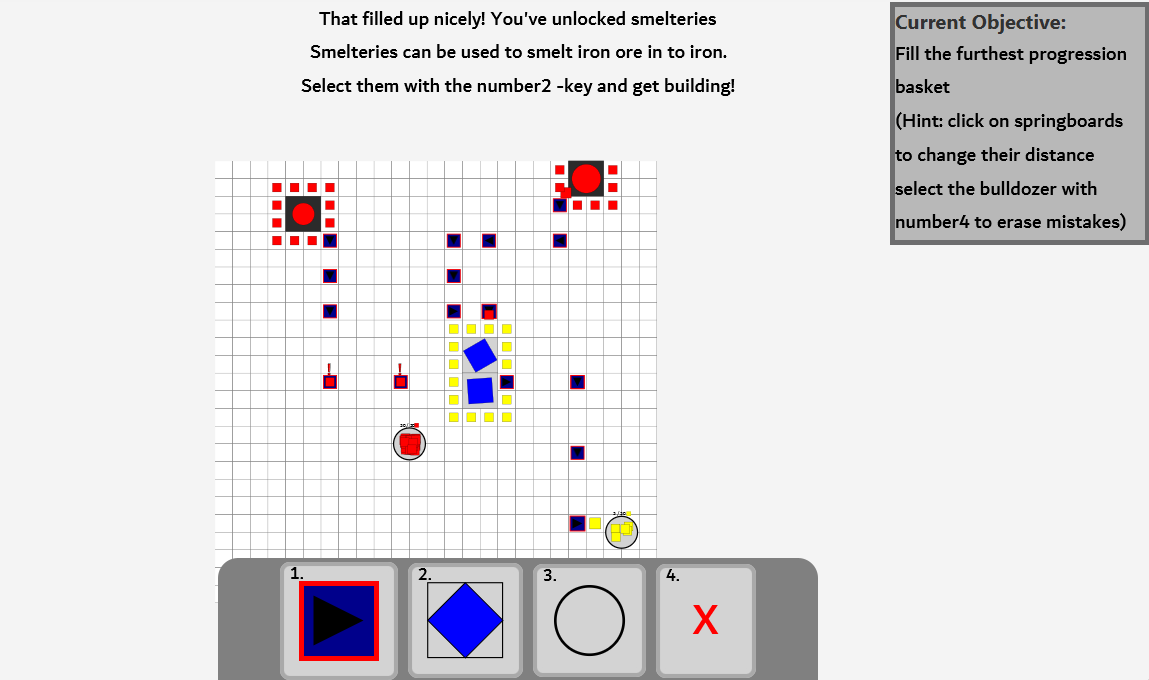 That filled up nicely! You've unlocked smelteries
Smelteries can be used to smelt iron ore in to iron.
Select them with the number2 -key and get building!
Current Objective:
Fill the furthest progression
basket
(Hint: click on springboards
to change their distance
select the bulldozer with
number4 to erase mistakes)
!
!
1.
2.
3.
4.
X